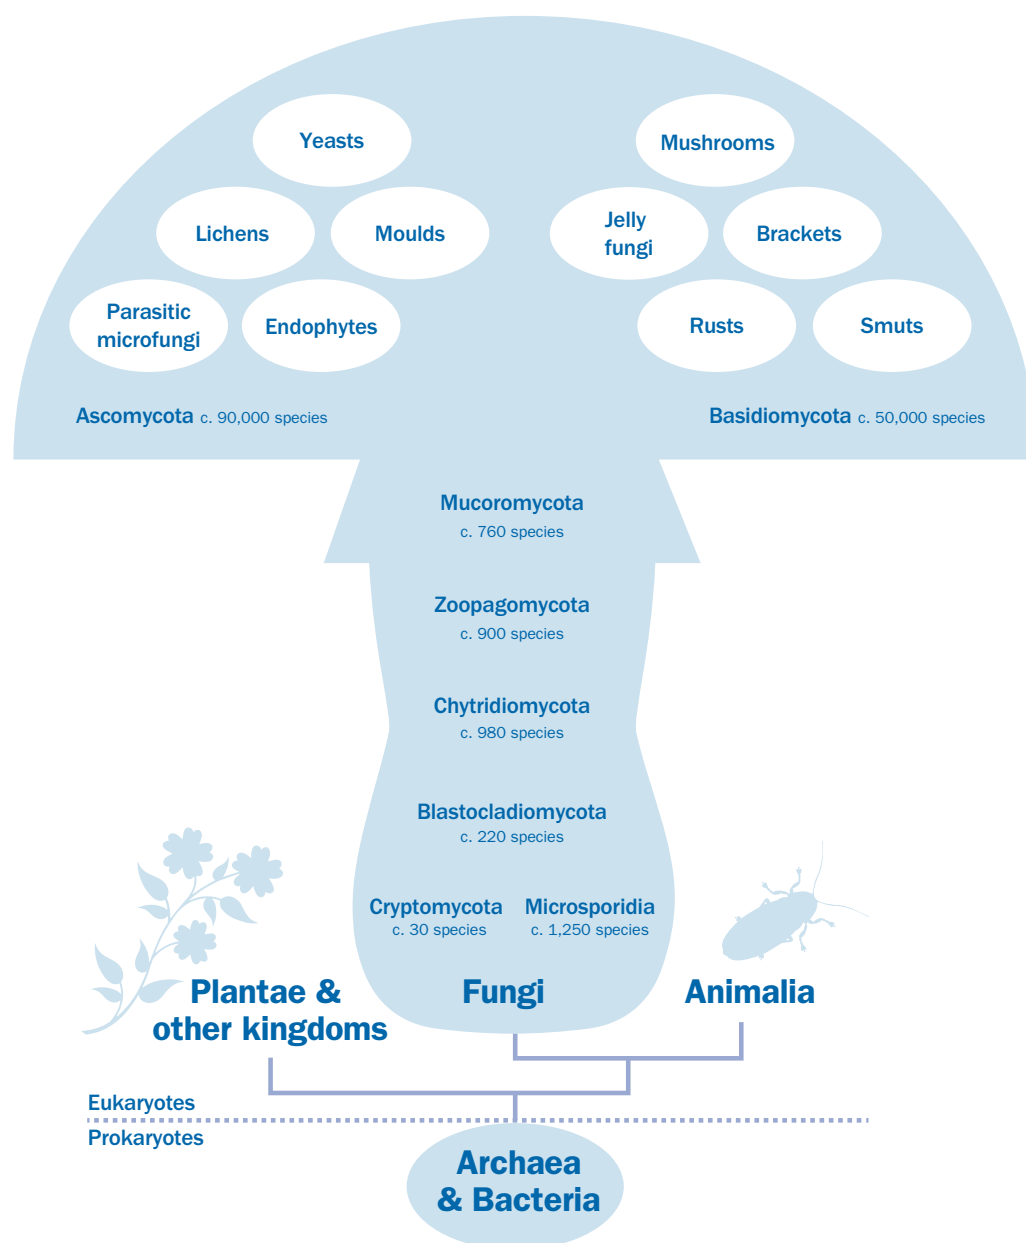 Yeasts
Mushrooms
Lichens
Moulds
Jelly
fungi
Brackets
Parasitic
microfungi
Endophytes
Rusts
Smuts
Ascomycota c. 90,000 species
Basidiomycota c. 50,000 species
Mucoromycota
c. 760 species
Zoopagomycota
c. 900 species
Chytridiomycota
c. 980 species
Blastocladiomycota
c. 220 species
Cryptomycota
c. 30 species
Microsporidia
c. 1,250 species
Plantae &
other kingdoms
Fungi
Animalia
Eukaryotes
Prokaryotes
Archaea
& Bacteria